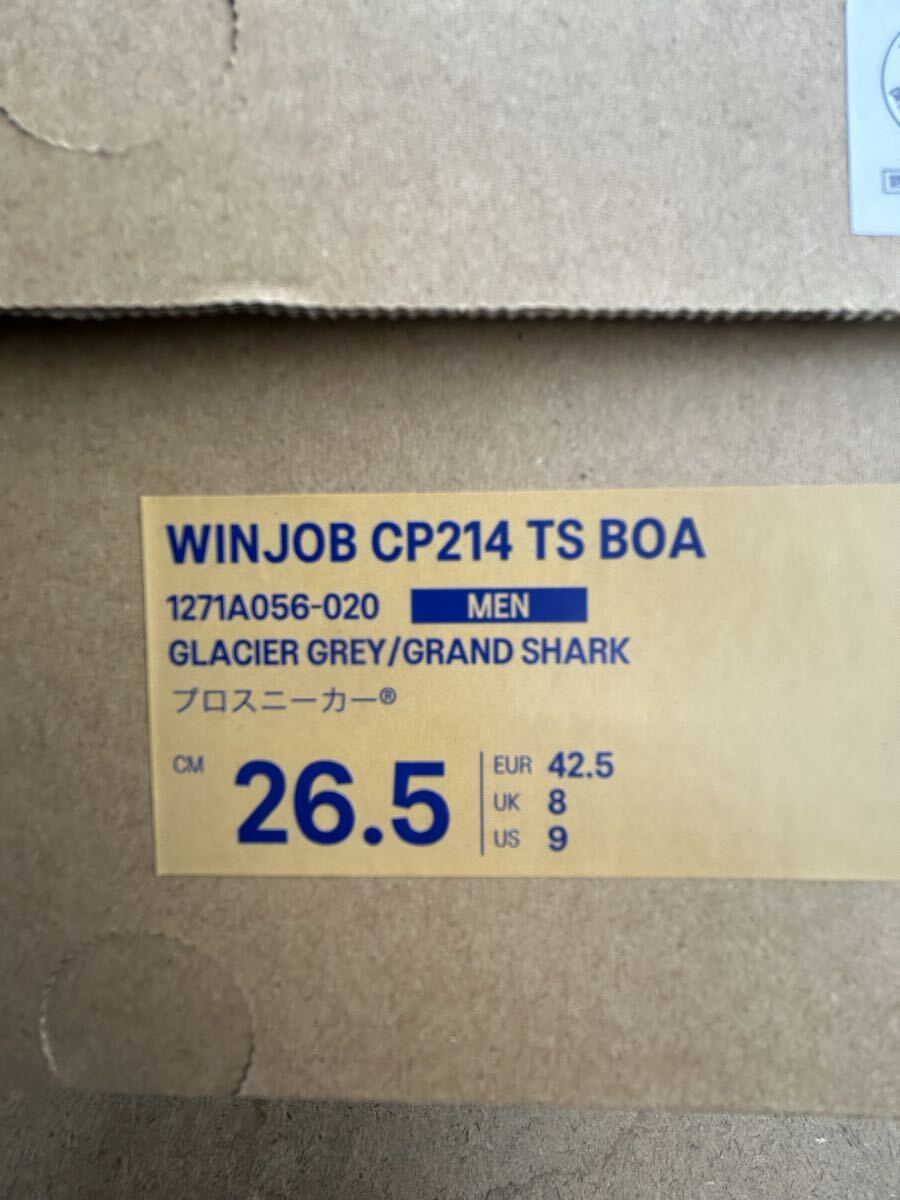 WINJOB CP214 TS BOA
1271A056-020 MEN
GLACIER GREY/GRAND SHARK
プロスニーカー®
CM 26.5
EUR 42.5
UK 8
US 9